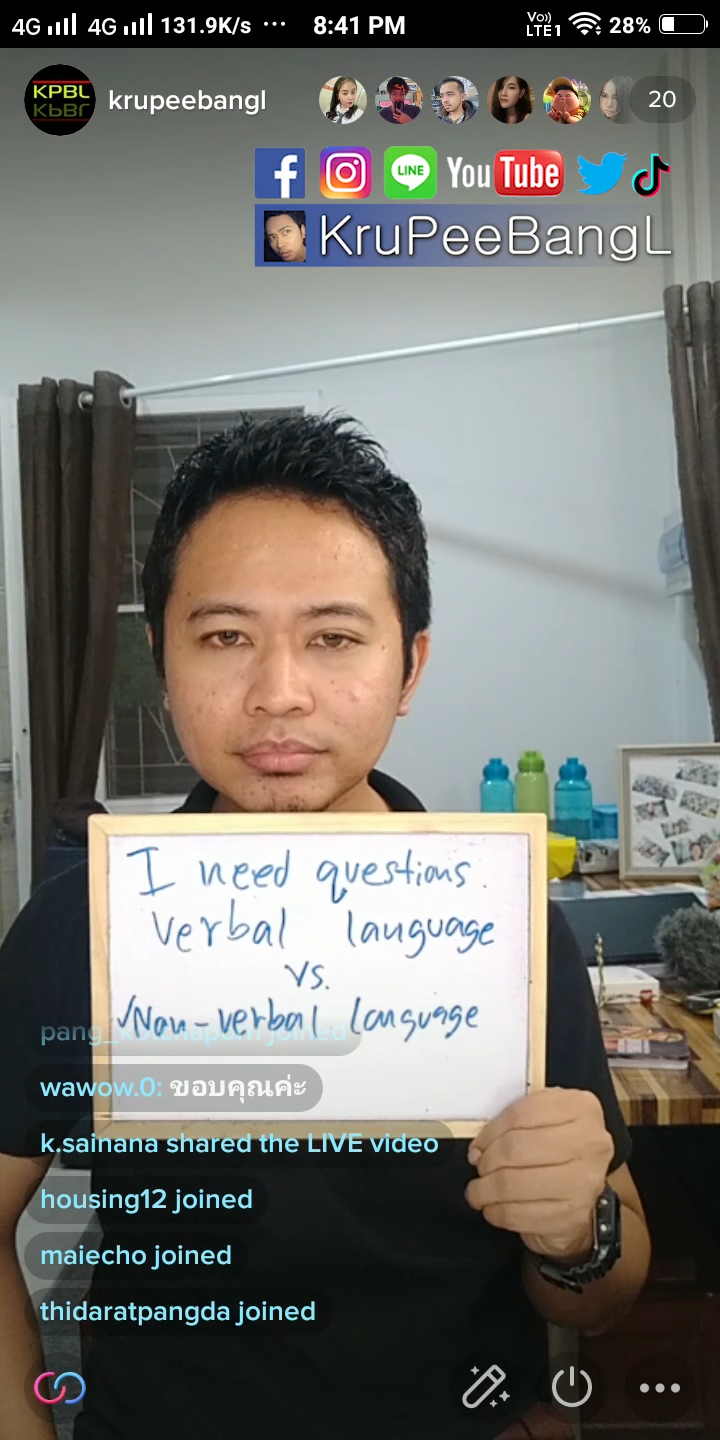 4G 4G 131.9K/s ··· 8:41 PM Vo)) LTE1 28%
KPBL krupeebangl 20
LINE YouTube
KruPeeBangL
I need questions
verbal language
vs.
√Non-verbal language
joined
wawow.0: ขอบคุณค่ะ
k.sainana shared the LIVE video
housing12 joined
maiecho joined
thidaratpangda joined